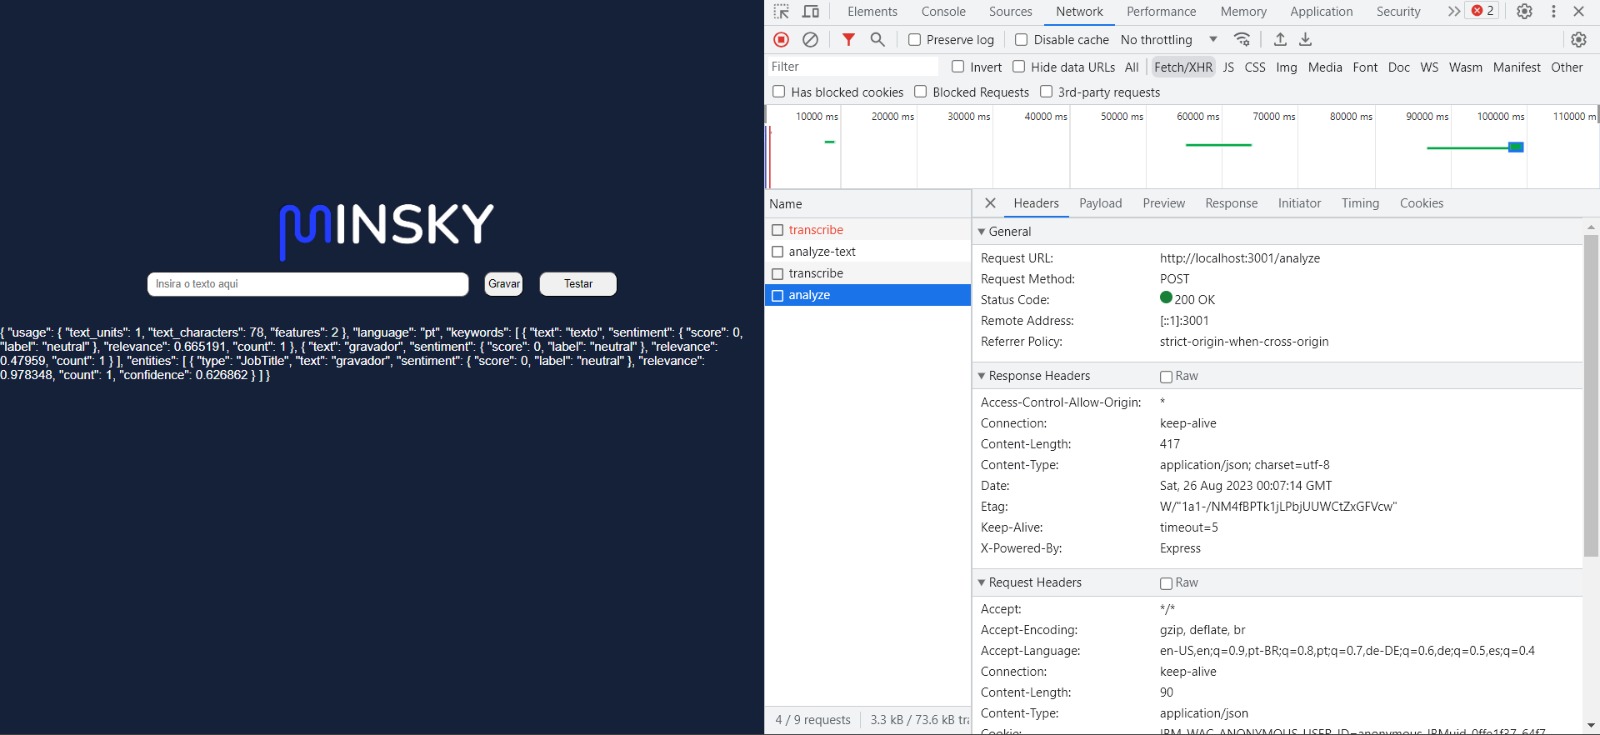 MINSKY
Insira o texto aqui
Gravar
Testar
{ "usage": { "text_units": 1, "text_characters": 78, "features": 2 }, "language": "pt", "keywords": [ { "text": "texto", "sentiment": { "score": 0,
"label": "neutral" }, "relevance": 0.665191, "count": 1 }, { "text": "gravador", "sentiment": { "score": 0, "label": "neutral" }, "relevance":
0.47959, "count": 1 } ], "entities": [ { "type": "JobTitle", "text": "gravador", "sentiment": { "score": 0, "label": "neutral" }, "relevance":
0.978348, "count": 1, "confidence": 0.626862 } ] }
Elements Console Sources Network Performance Memory Application Security 2
Preserve log Disable cache No throttling
Filter Invert Hide data URLs All Fetch/XHR JS CSS Img Media Font Doc WS Wasm Manifest Other
Has blocked cookies Blocked Requests 3rd-party requests
10000 ms 20000 ms 30000 ms 40000 ms 50000 ms 60000 ms 70000 ms 80000 ms 90000 ms 100000 ms 110000 m
Name
transcribe
analyze-text
transcribe
analyze
4 / 9 requests 3.3 kB / 73.6 kB tra
Headers Payload Preview Response Initiator Timing Cookies
General
Request URL: http://localhost:3001/analyze
Request Method: POST
Status Code: 200 OK
Remote Address: [::1]:3001
Referrer Policy: strict-origin-when-cross-origin
Response Headers Raw
Access-Control-Allow-Origin: *
Connection: keep-alive
Content-Length: 417
Content-Type: application/json; charset=utf-8
Date: Sat, 26 Aug 2023 00:07:14 GMT
Etag: W/"1a1-/NM4fBPTk1jLPbjUUWCtZxGFVcw"
Keep-Alive: timeout=5
X-Powered-By: Express
Request Headers Raw
Accept: */*
Accept-Encoding: gzip, deflate, br
Accept-Language: en-US,en;q=0.9,pt-BR;q=0.8,pt;q=0.7,de-DE;q=0.6,de;q=0.5,es;q=0.4
Connection: keep-alive
Content-Length: 90
Content-Type: application/json
Cookie: